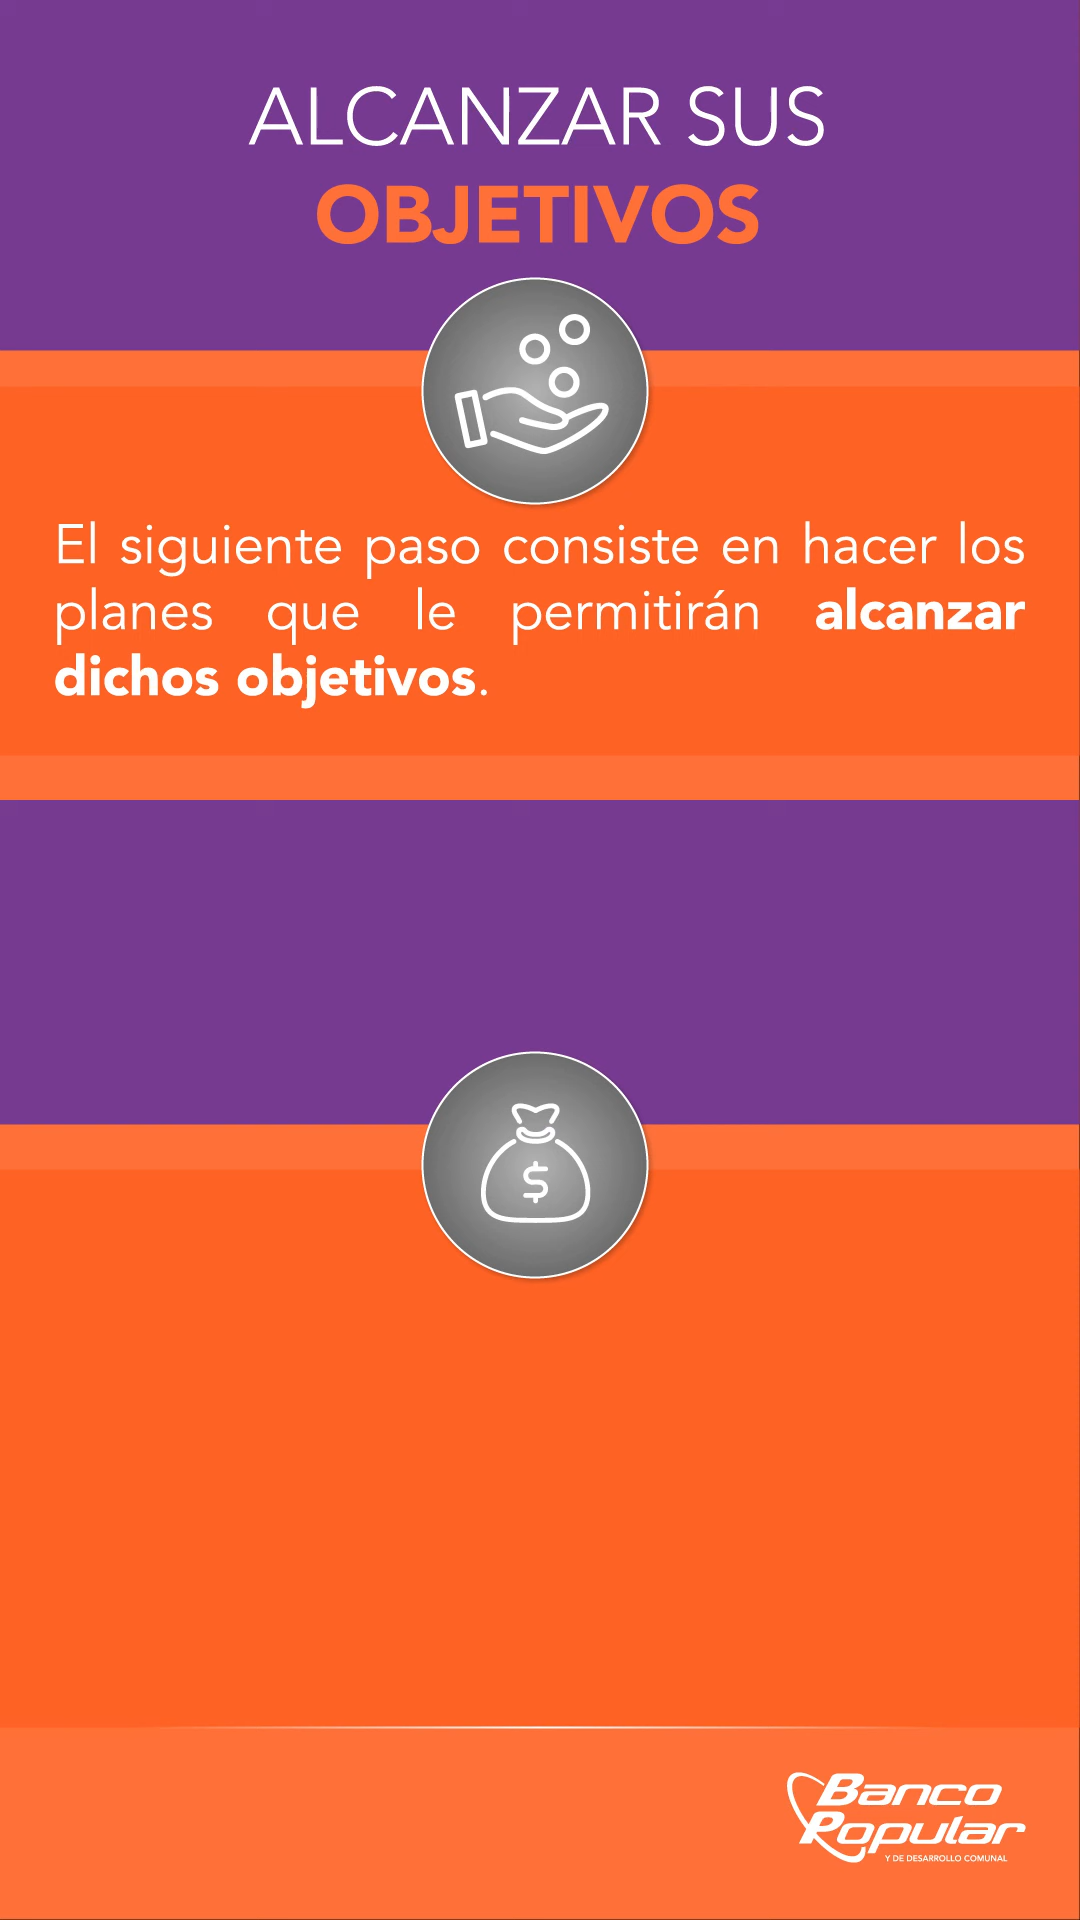 ALCANZAR SUS
OBJETIVOS
El siguiente paso consiste en hacer los
planes que le permitirán alcanzar
dichos objetivos.
$
Banco
Popular
Y DE DESARROLLO COMUNAL